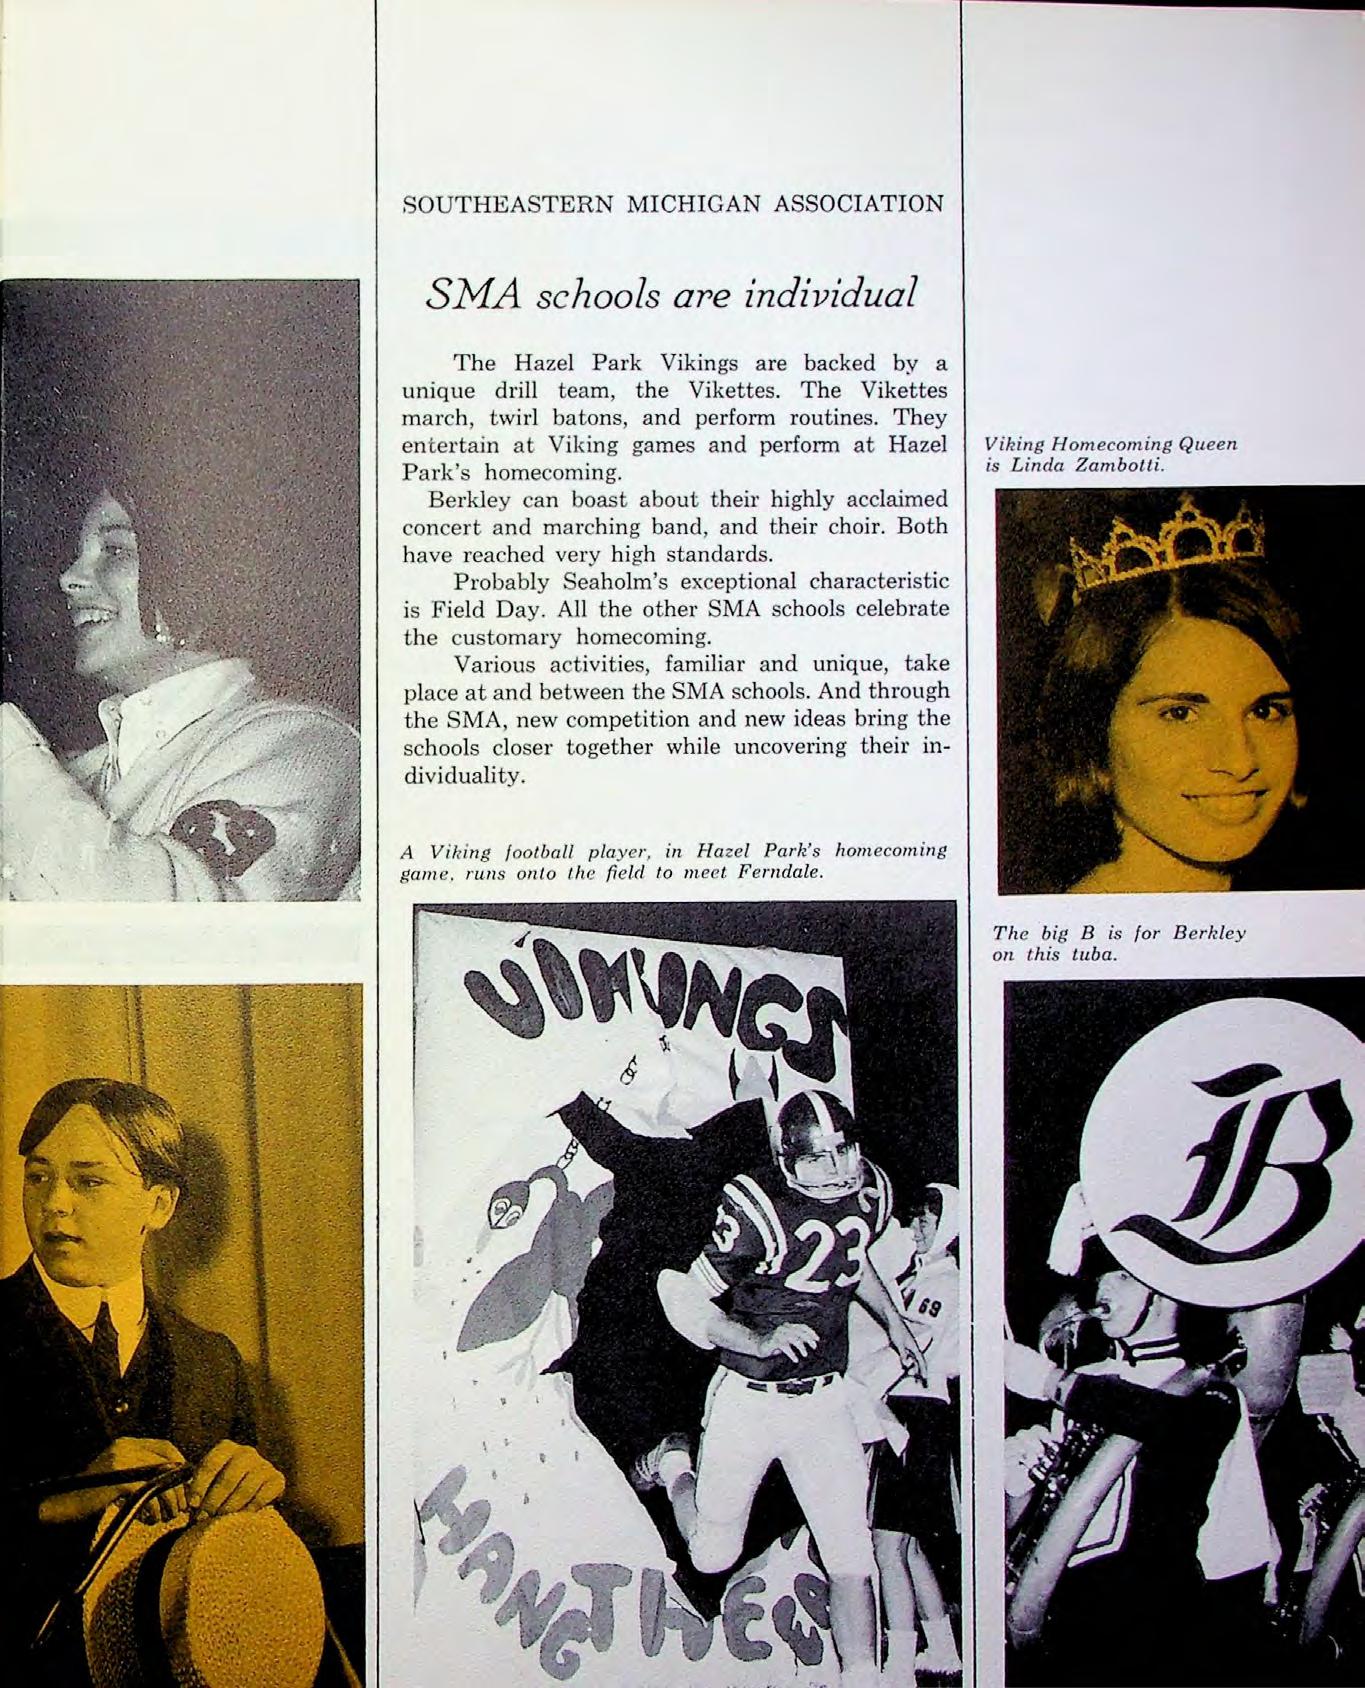 SOUTHEASTERN MICHIGAN ASSOCIATION
SMA schools are individual
The Hazel Park Vikings are backed by a
unique drill team, the Vikettes. The Vikettes
march, twirl batons, and perform routines. They
entertain at Viking games and perform at Hazel
Park's homecoming.
Berkley can boast about their highly acclaimed
concert and marching band, and their choir. Both
have reached very high standards.
Probably Seaholm's exceptional characteristic
is Field Day. All the other SMA schools celebrate
the customary homecoming.
Various activities, familiar and unique, take
place at and between the SMA schools. And through
the SMA, new competition and new ideas bring the
schools closer together while uncovering their in-
dividuality.
A Viking football player, in Hazel Park's homecoming
game, runs onto the field to meet Ferndale.
VIKINGS
23
3
69
HANG THE
Viking Homecoming Queen
is Linda Zambotti.
The big B is for Berkley
on this tuba.
B